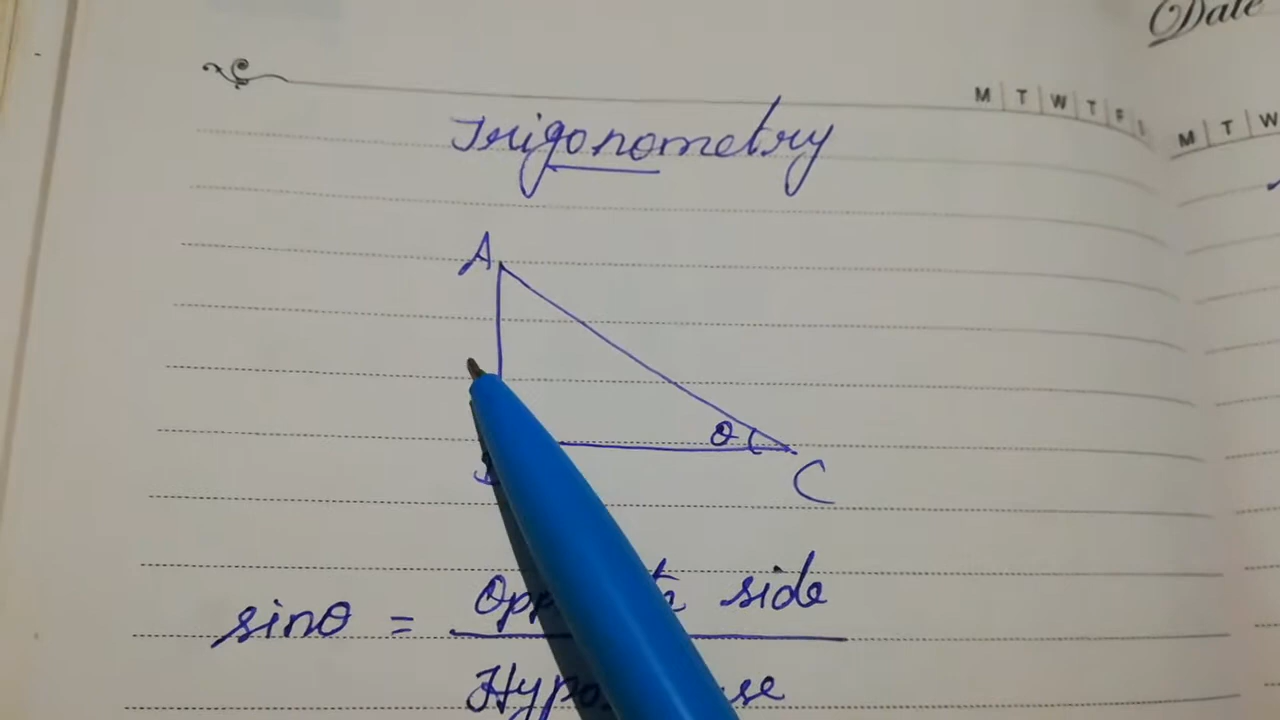 Date
M T W T F
M T W
Trigonometry
A
θ
C
sinθ = side